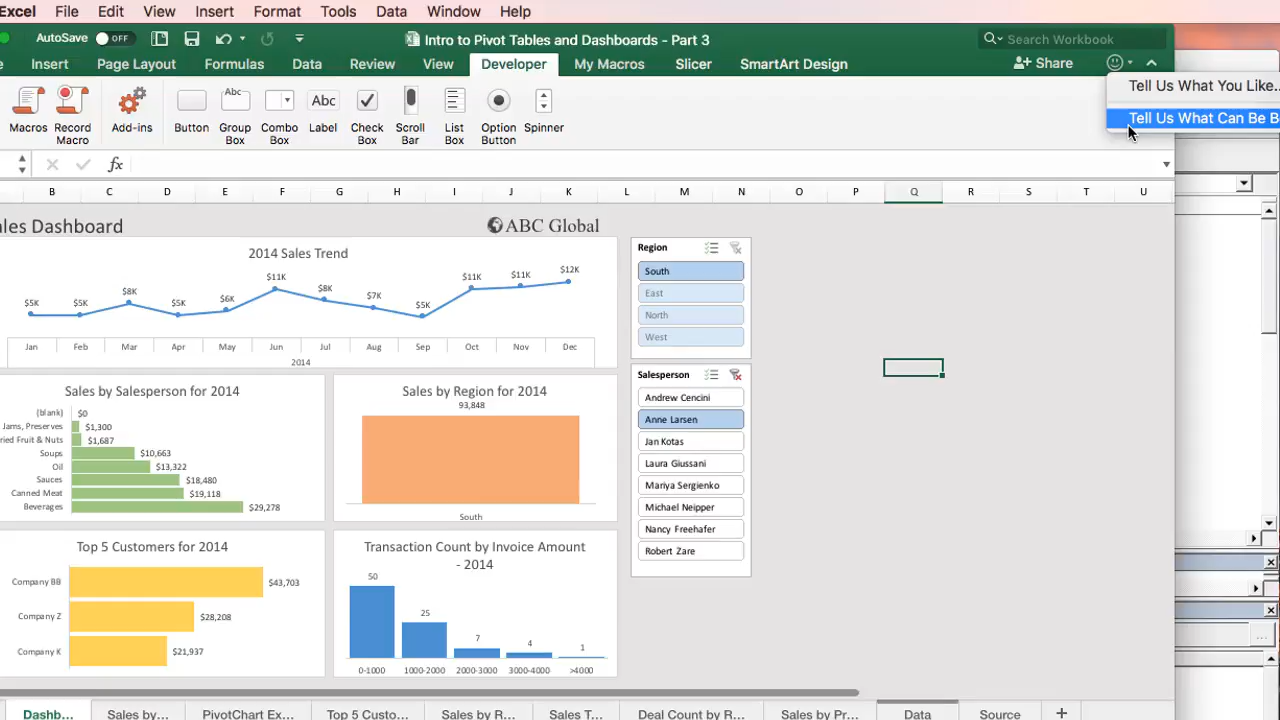 Excel File Edit View Insert Format Tools Data Window Help
AutoSave OFF Intro to Pivot Tables and Dashboards - Part 3 Search Workbook
Insert Page Layout Formulas Data Review View Developer My Macros Slicer SmartArt Design Share
Tell Us What You Like...
Tell Us What Can Be B
Macros Record Macro Add-ins Button Group Box Combo Box Label Check Box Scroll Bar List Box Option Button Spinner
Abc Abc
fx
B C D E F G H I J K L M N O P Q R S T U
ales Dashboard
ABC Global
2014 Sales Trend
$5K $5K $8K $5K $6K $11K $8K $7K $5K $11K $11K $12K
Jan Feb Mar Apr May Jun Jul Aug Sep Oct Nov Dec
2014
Region
South
East
North
West
Salesperson
Andrew Cencini
Anne Larsen
Jan Kotas
Laura Giussani
Mariya Sergienko
Michael Neipper
Nancy Freehafer
Robert Zare
Sales by Salesperson for 2014
(blank) $0
Jams, Preserves $1,300
ried Fruit & Nuts $1,687
Soups $10,663
Oil $13,322
Sauces $18,480
Canned Meat $19,118
Beverages $29,278
Sales by Region for 2014
93,848
South
Top 5 Customers for 2014
Company BB $43,703
Company Z $28,208
Company K $21,937
Transaction Count by Invoice Amount
- 2014
50 25 7 4 1
0-1000 1000-2000 2000-3000 3000-4000 >4000
Dashb... Sales by... PivotChart Ex... Top 5 Custo... Sales by R... Sales T... Deal Count by R... Sales by Pr... Data Source